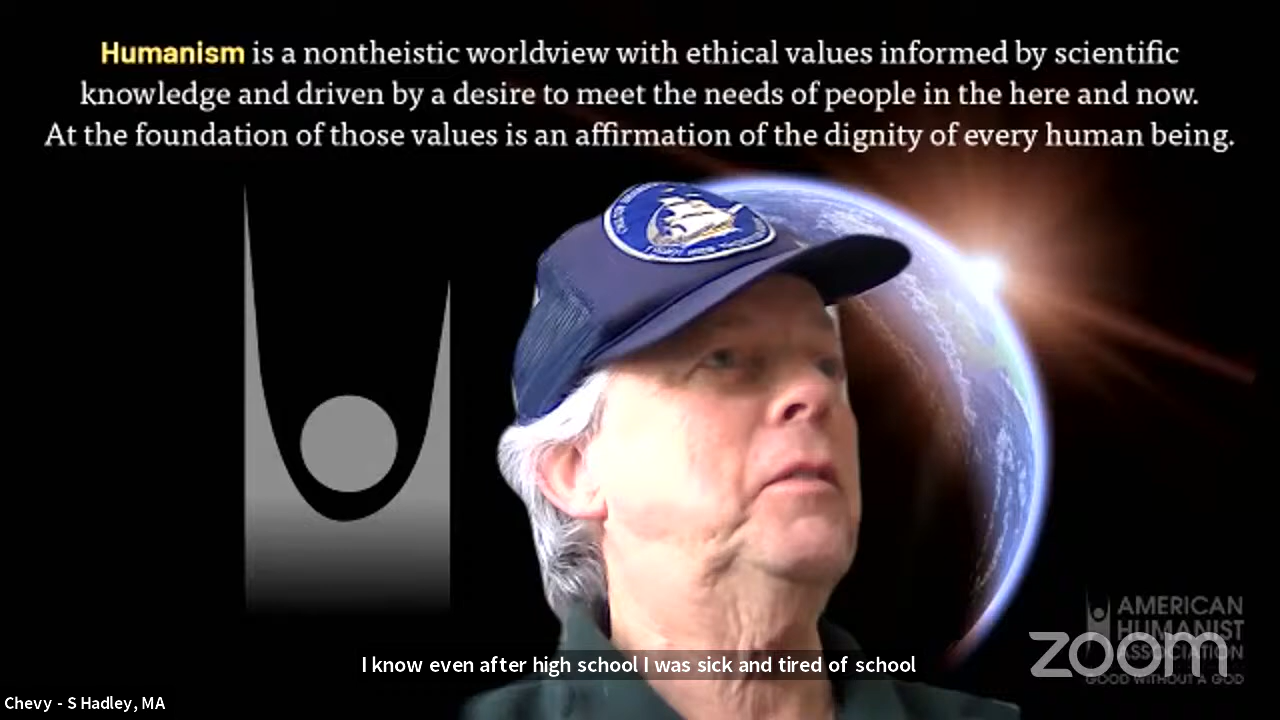 Humanism is a nontheistic worldview with ethical values informed by scientific
knowledge and driven by a desire to meet the needs of people in the here and now.
At the foundation of those values is an affirmation of the dignity of every human being.
AMERICAN
HUMANIST
ASSOCIATION
zoom
GOOD WITHOUT A GOD
I know even after high school I was sick and tired of school
Chevy - S Hadley, MA